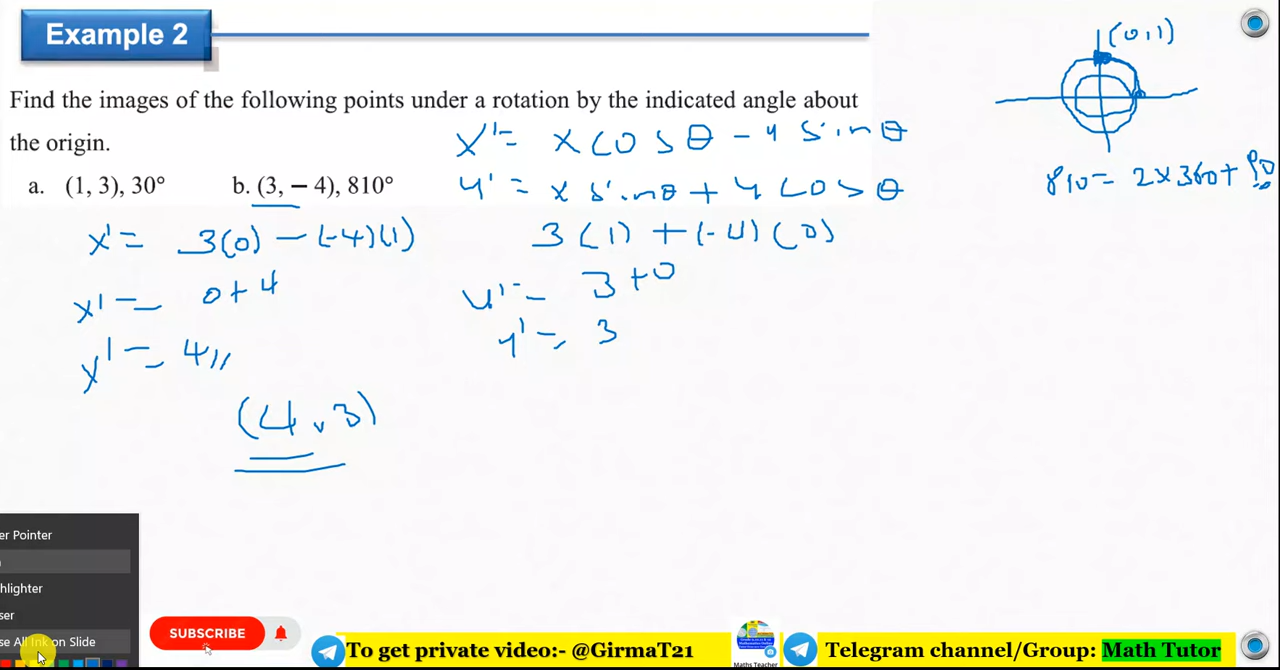 Example 2
(0,1)
Find the images of the following points under a rotation by the indicated angle about
the origin.
x' = x cos θ - y sin θ
810 = 2 x 360 + 90
a. (1, 3), 30° b. (3, − 4), 810°
y' = x sin θ + y cos θ
x' = 3(0) - (-4)(1)
3(1) + (-4)(0)
x' = 0 + 4
y' = 3 + 0
x' = 4
y' = 3
(4, 3)
er Pointer
hlighter
ser
se All Ink on Slide
SUBSCRIBE
To get private video:- @GirmaT21
Maths Teacher
Telegram channel/Group: Math Tutor